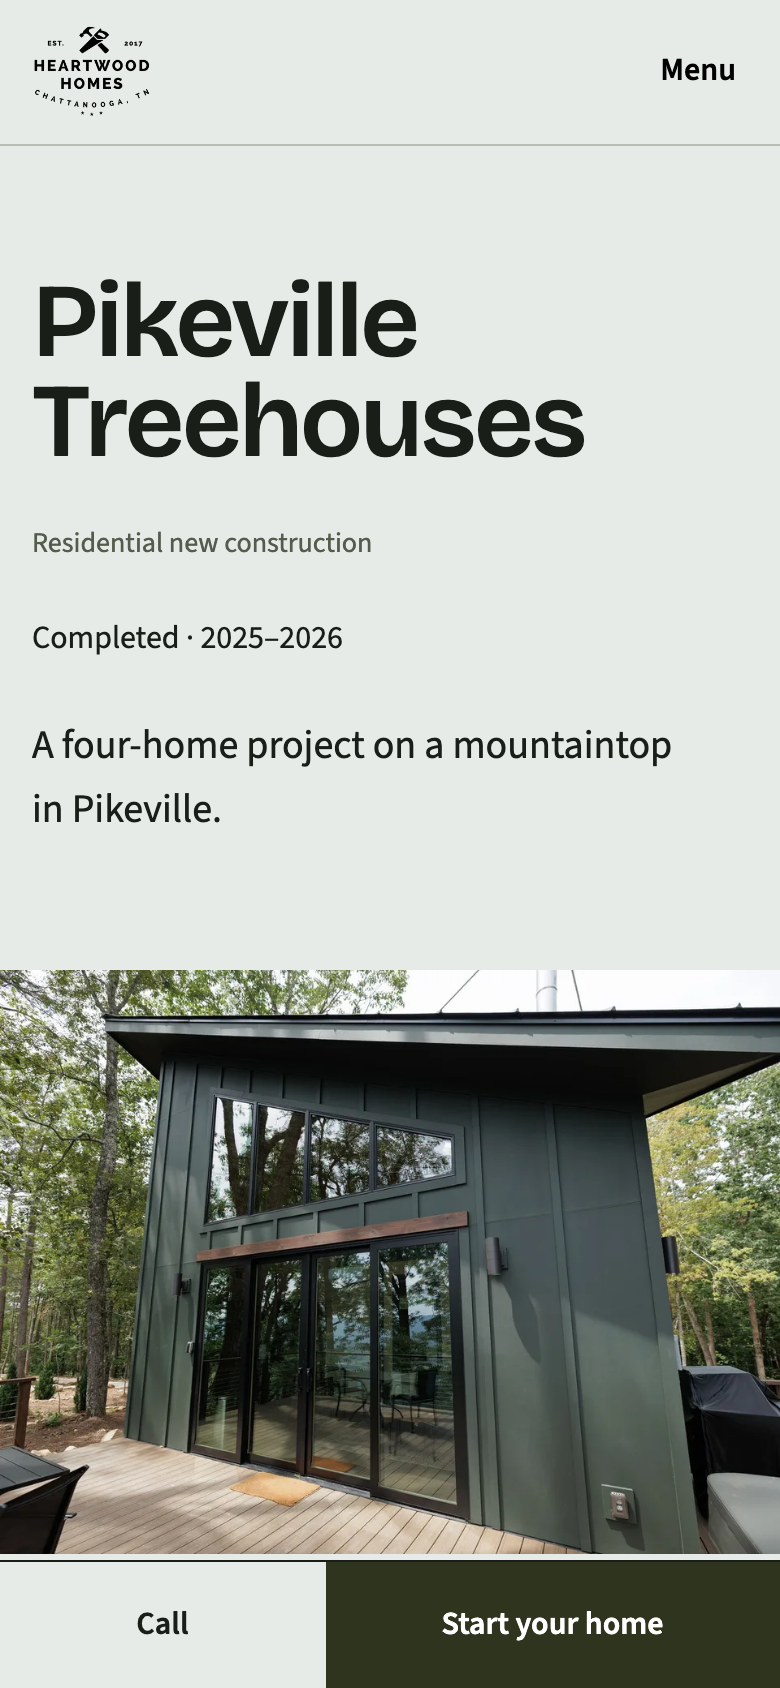 EST. 2017
HEARTWOOD
HOMES
CHATTANOOGA, TN
Menu
Pikeville
Treehouses
Residential new construction
Completed · 2025–2026
A four-home project on a mountaintop
in Pikeville.
Call
Start your home